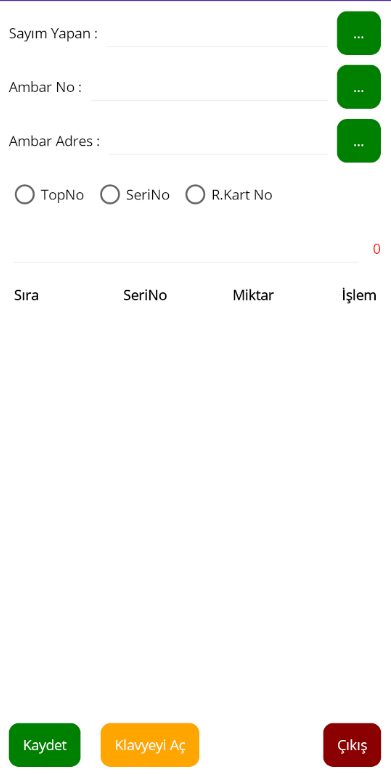 Sayım Yapan : ...
Ambar No : ...
Ambar Adres : ...
TopNo SeriNo R.Kart No
0
Sıra SeriNo Miktar İşlem
Kaydet Klavyeyi Aç Çıkış